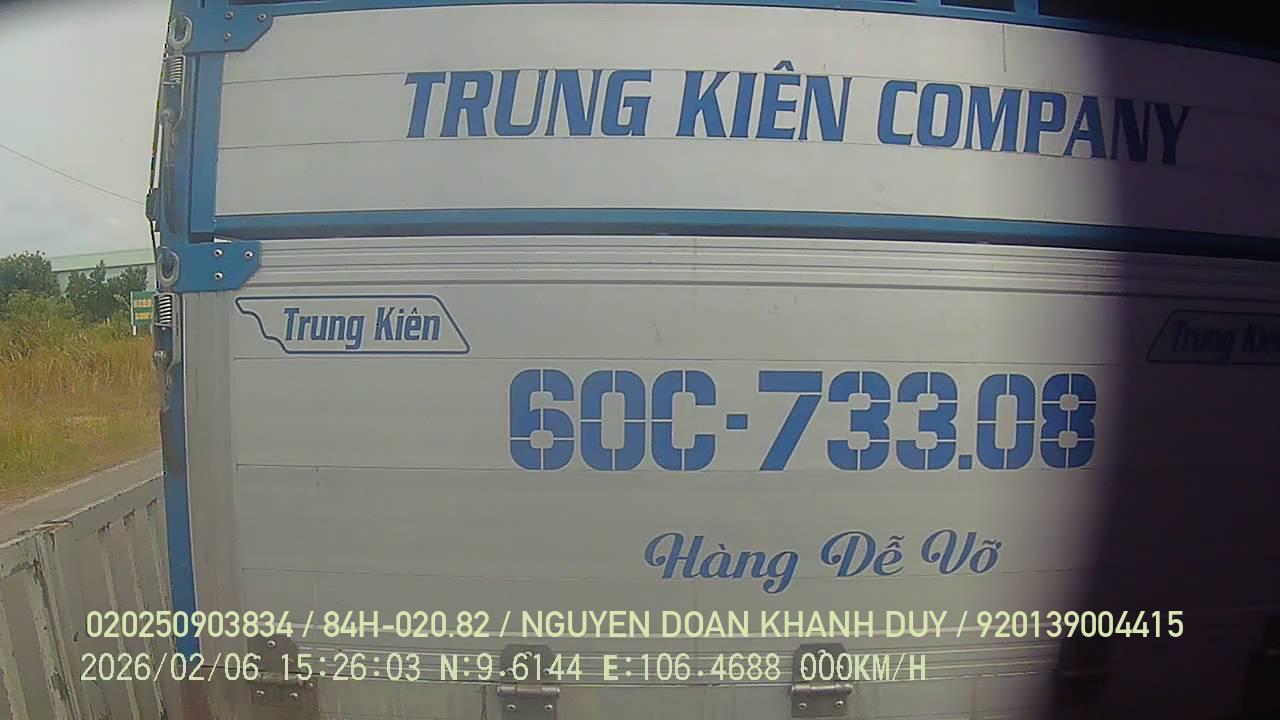 TRUNG KIÊN COMPANY
Trung Kiên
Trung Kiên
60C-733.08
Hàng Dễ Vỡ
020250903834 / 84H-020.82 / NGUYEN DOAN KHANH DUY / 920139004415
2026/02/06 15:26:03 N:9.6144 E:106.4688 000KM/H